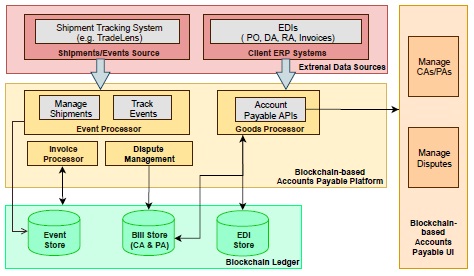 Shipment Tracking System
(e.g. TradeLens)
Shipments/Events Source
EDIs
( PO, DA, RA, Invoices)
Client ERP Systems
Extrenal Data Sources
Manage
Shipments
Track
Events
Event Processor
Account
Payable APIs
Goods Processor
Invoice
Processor
Dispute
Management
Blockchain-based
Accounts Payable Platform
Event
Store
Bill Store
(CA & PA)
EDI
Store
Blockchain Ledger
Manage
CAs/PAs
Manage
Disputes
Blockchain-
based
Accounts
Payable UI